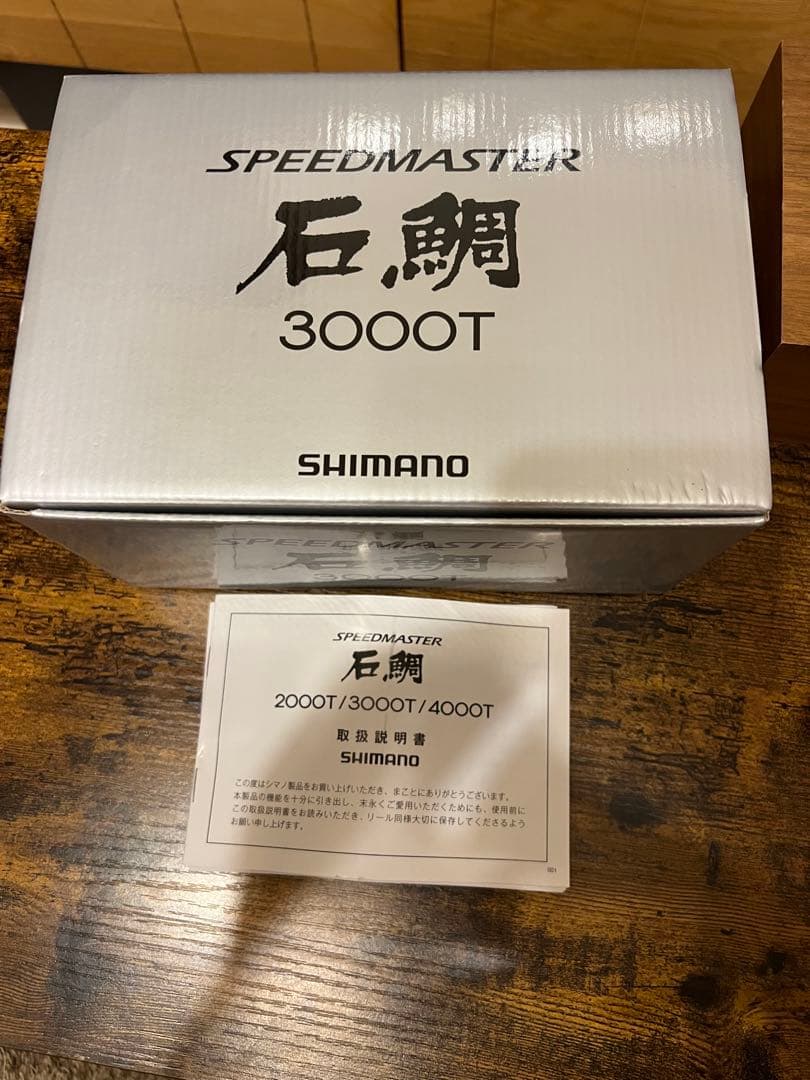 SPEEDMASTER
石鯛
3000T
SHIMANO
SPEEDMASTER
石鯛
3000T
SPEEDMASTER
石鯛
2000T/3000T/4000T
取扱説明書
SHIMANO
この度はシマノ製品をお買い上げいただき、まことにありがとうございます。
本製品の機能を十分に引き出し、末永くご愛用いただくためにも、使用前に
この取扱説明書をお読みいただき、リール同様大切に保存してくださるよう
お願い申し上げます。
001